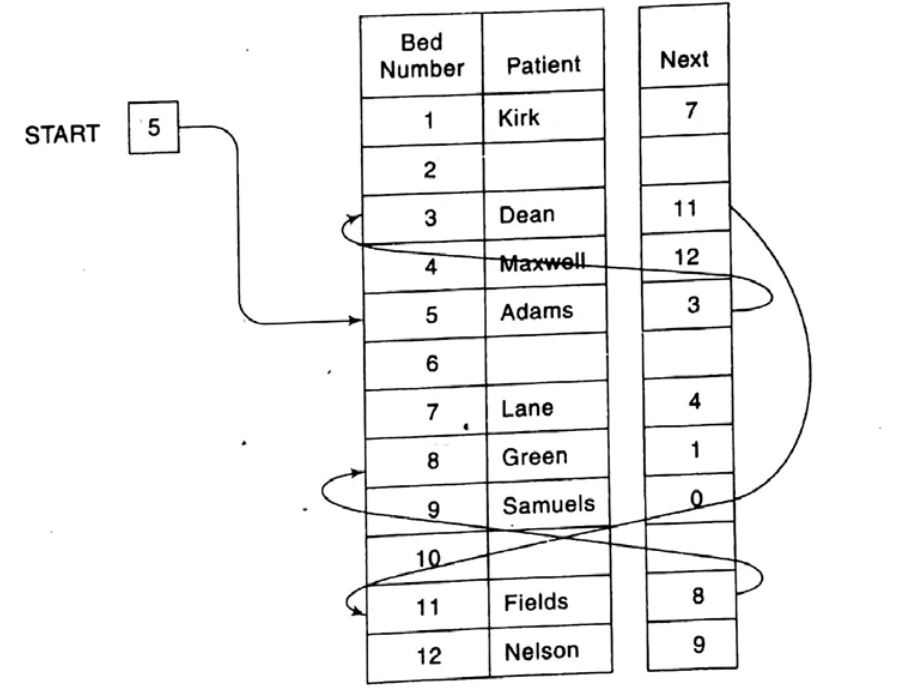 Bed Number Patient Next
START 5
1 Kirk 7
2
3 Dean 11
4 Maxwell 12
5 Adams 3
6
7 Lane 4
8 Green 1
9 Samuels 0
10
11 Fields 8
12 Nelson 9